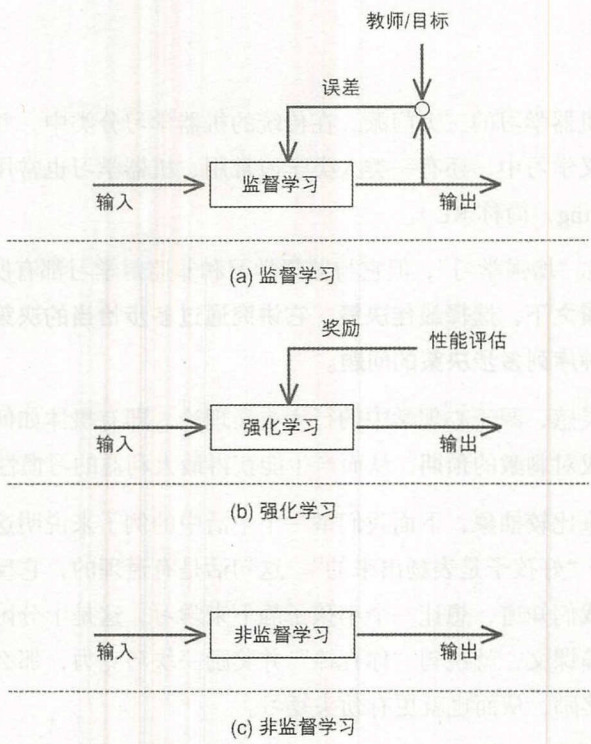 教师/目标
误差
监督学习
输入
输出
(a) 监督学习
奖励
性能评估
强化学习
输入
输出
(b) 强化学习
非监督学习
输入
输出
(c) 非监督学习